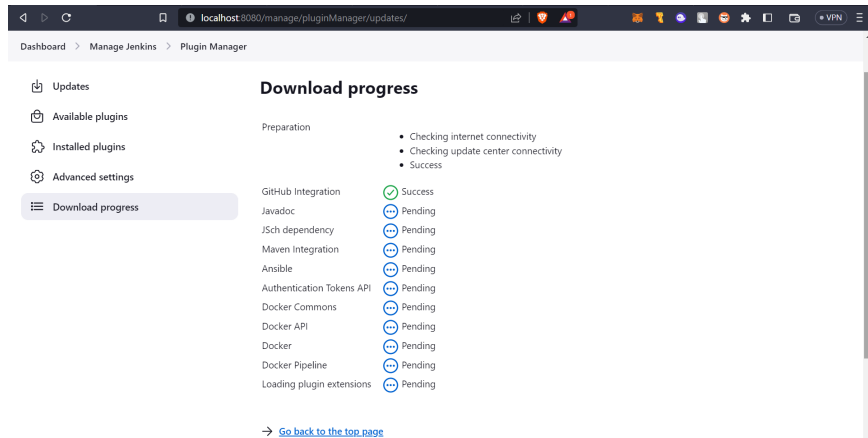 localhost:8080/manage/pluginManager/updates/
VPN
Dashboard > Manage Jenkins > Plugin Manager
Updates
Available plugins
Installed plugins
Advanced settings
Download progress
Download progress
Preparation
Checking internet connectivity
Checking update center connectivity
Success
GitHub Integration Success
Javadoc Pending
JSch dependency Pending
Maven Integration Pending
Ansible Pending
Authentication Tokens API Pending
Docker Commons Pending
Docker API Pending
Docker Pending
Docker Pipeline Pending
Loading plugin extensions Pending
→ Go back to the top page